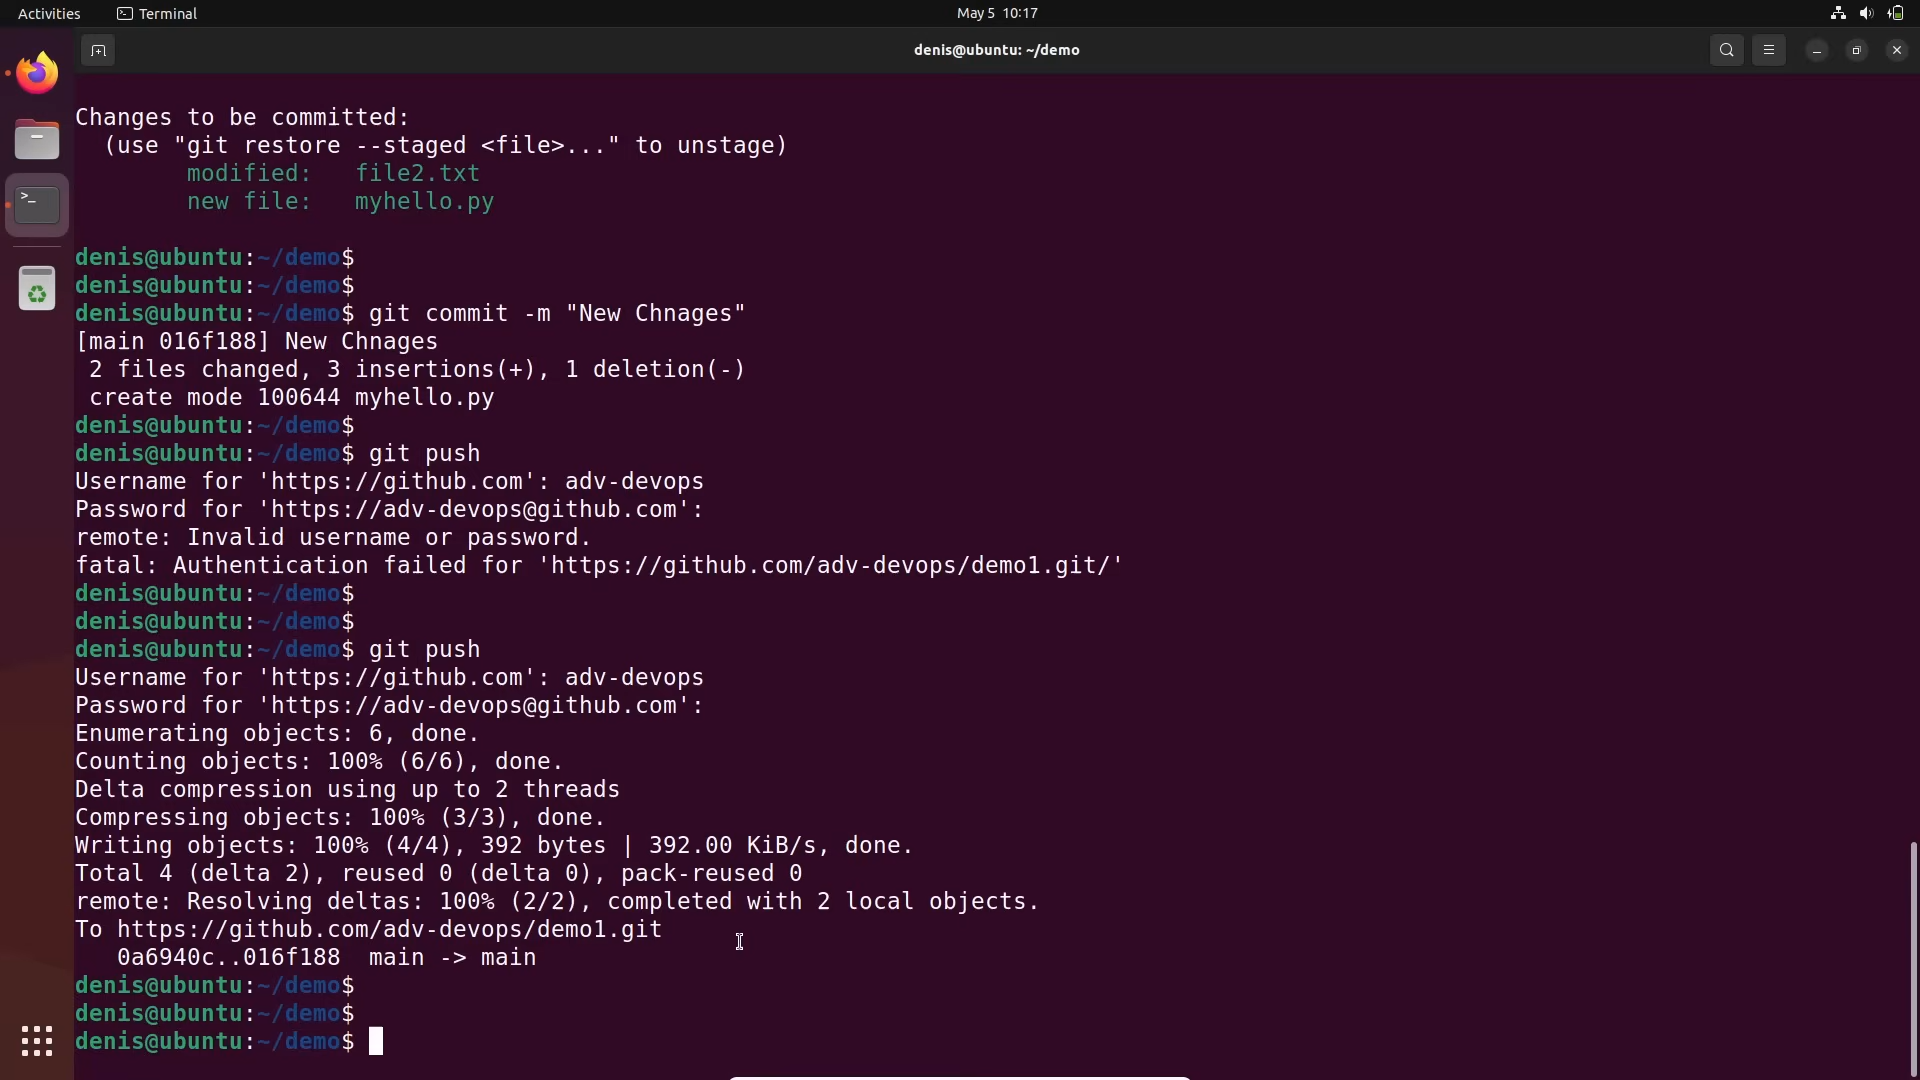 Activities Terminal May 5 10:17
denis@ubuntu: ~/demo
Changes to be committed:
  (use "git restore --staged <file>..." to unstage)
        modified:   file2.txt
        new file:   myhello.py
denis@ubuntu:~/demo$
denis@ubuntu:~/demo$
denis@ubuntu:~/demo$ git commit -m "New Chnages"
[main 016f188] New Chnages
 2 files changed, 3 insertions(+), 1 deletion(-)
 create mode 100644 myhello.py
denis@ubuntu:~/demo$
denis@ubuntu:~/demo$ git push
Username for 'https://github.com': adv-devops
Password for 'https://adv-devops@github.com':
remote: Invalid username or password.
fatal: Authentication failed for 'https://github.com/adv-devops/demo1.git/'
denis@ubuntu:~/demo$
denis@ubuntu:~/demo$
denis@ubuntu:~/demo$ git push
Username for 'https://github.com': adv-devops
Password for 'https://adv-devops@github.com':
Enumerating objects: 6, done.
Counting objects: 100% (6/6), done.
Delta compression using up to 2 threads
Compressing objects: 100% (3/3), done.
Writing objects: 100% (4/4), 392 bytes | 392.00 KiB/s, done.
Total 4 (delta 2), reused 0 (delta 0), pack-reused 0
remote: Resolving deltas: 100% (2/2), completed with 2 local objects.
To https://github.com/adv-devops/demo1.git
   0a6940c..016f188  main -> main
denis@ubuntu:~/demo$
denis@ubuntu:~/demo$
denis@ubuntu:~/demo$